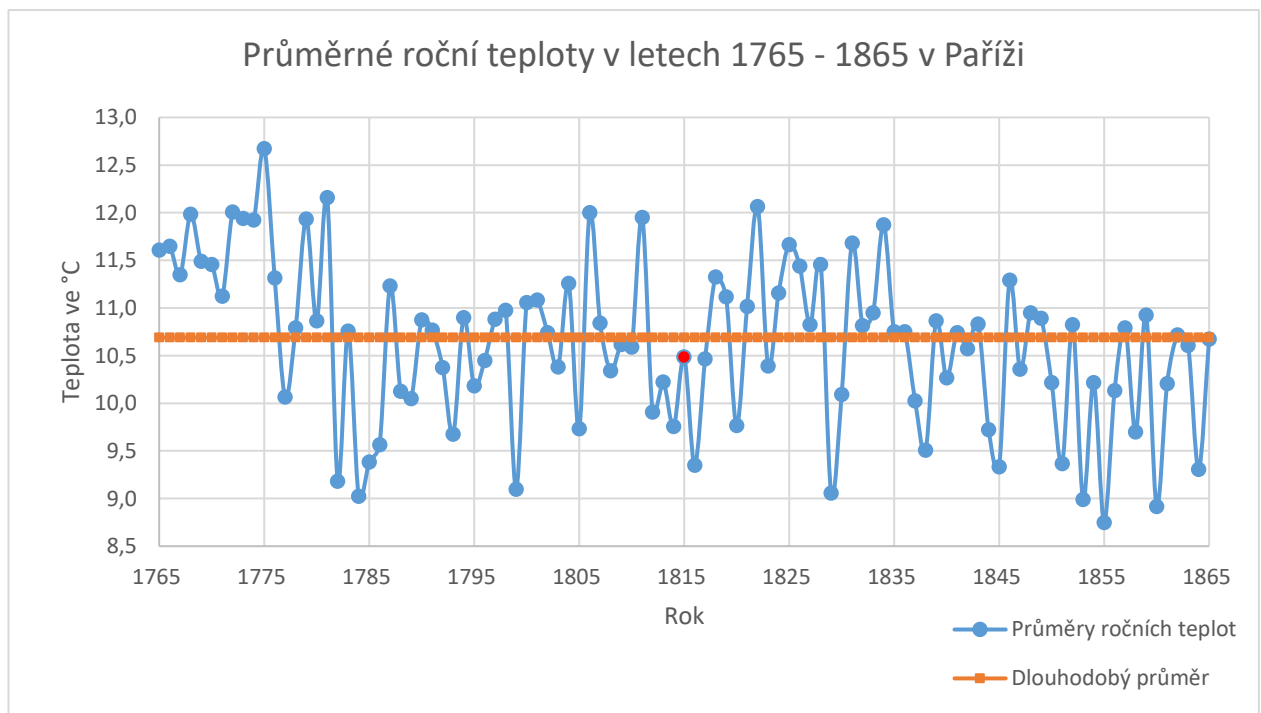 Průměrné roční teploty v letech 1765 - 1865 v Paříži
13,0
12,5
12,0
11,5
11,0
10,5
10,0
9,5
9,0
8,5
Teplota ve °C
1765 1775 1785 1795 1805 1815 1825 1835 1845 1855 1865
Rok
Průměry ročních teplot
Dlouhodobý průměr